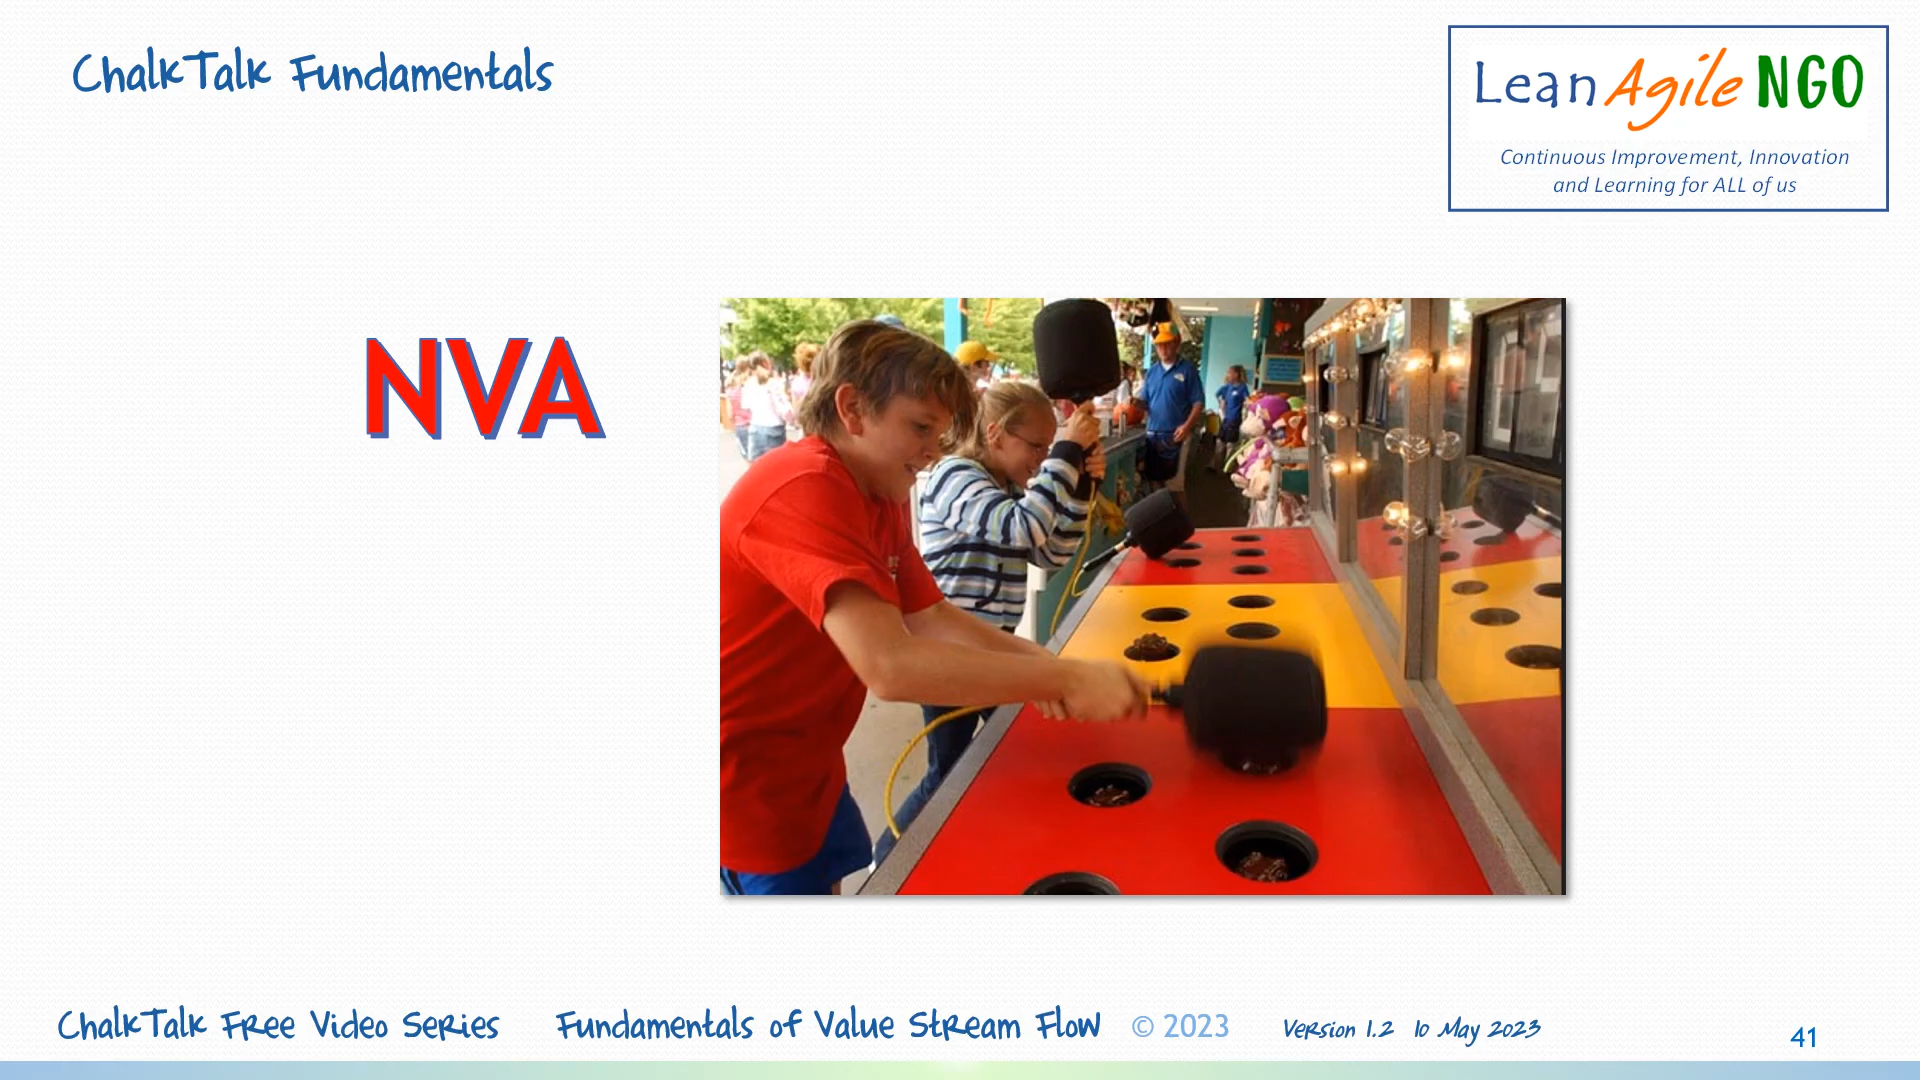 ChalkTalk Fundamentals
Lean Agile NGO
Continuous Improvement, Innovation
and Learning for ALL of us
NVA
ChalkTalk Free Video Series Fundamentals of Value Stream Flow © 2023 Version 1.2 10 May 2023
41